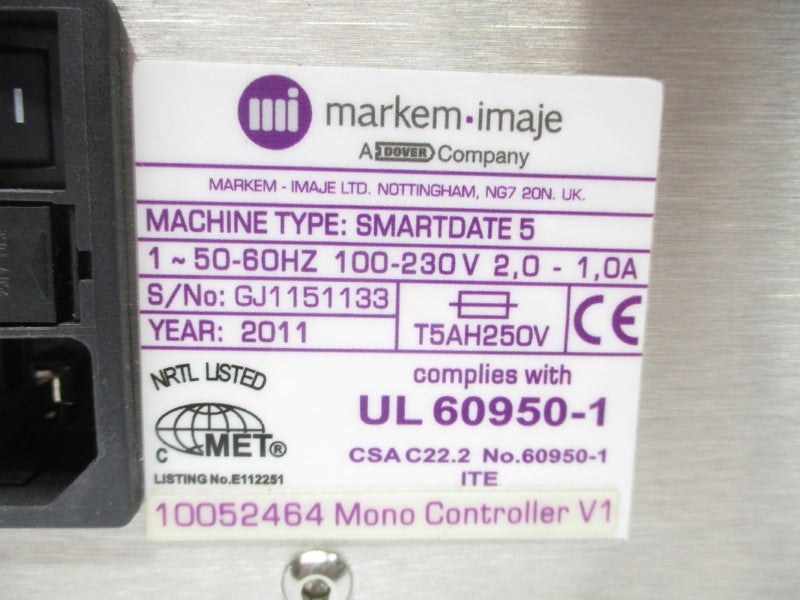 mi markem·imaje
A DOVER Company
MARKEM - IMAJE LTD. NOTTINGHAM, NG7 2QN. UK.
MACHINE TYPE: SMARTDATE 5
1 ~ 50-60HZ 100-230V 2,0 - 1,0A
S/No: GJ1151133
YEAR: 2011
T5AH250V
CE
NRTL LISTED
C MET®
LISTING No.E112251
complies with
UL 60950-1
CSA C22.2 No.60950-1
ITE
10052464 Mono Controller V1